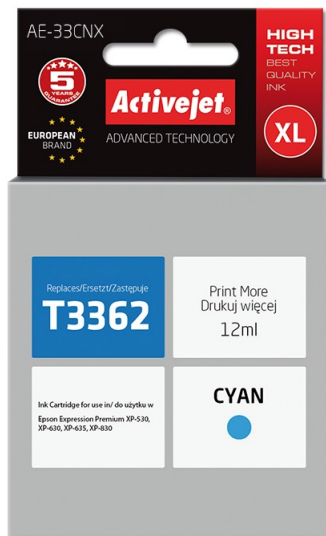 AE-33CNX
HIGH
TECH
BEST
QUALITY
INK
5
YEARS
GUARANTEE
Activejet®
EUROPEAN
BRAND
ADVANCED TECHNOLOGY
XL
Replaces/Ersetzt/Zastępuje
T3362
Print More
Drukuj więcej
12ml
Ink Cartridge for use in/ do użytku w
Epson Expression Premium XP-530,
XP-630, XP-635, XP-830
CYAN